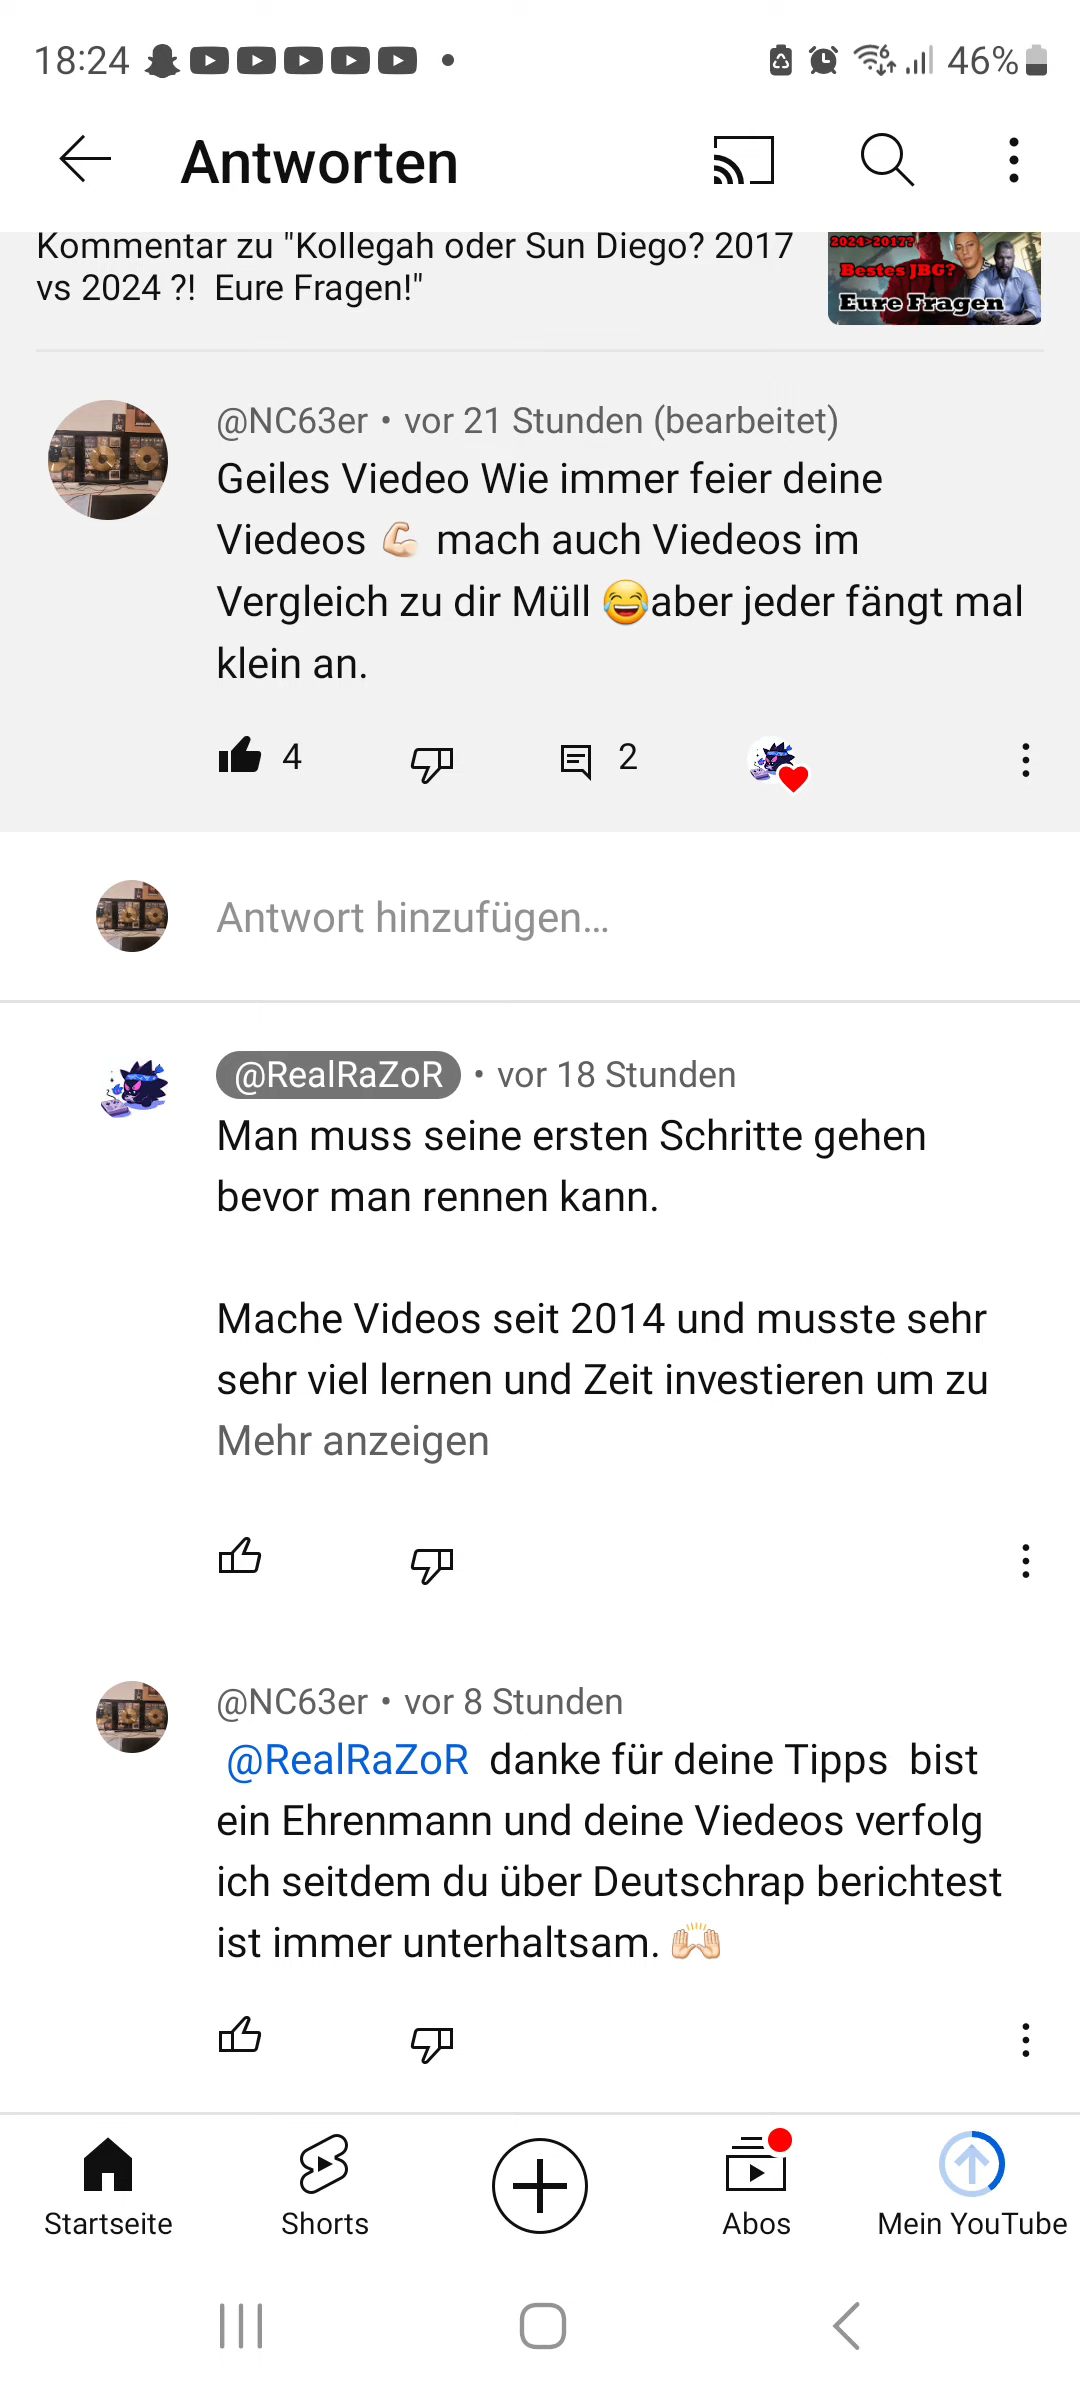 18:24
46%
Antworten
Kommentar zu "Kollegah oder Sun Diego? 2017
vs 2024 ?!  Eure Fragen!"
2024>2017?
Bestes JBG?
Eure Fragen
@NC63er • vor 21 Stunden (bearbeitet)
Geiles Viedeo Wie immer feier deine
Viedeos 💪🏻 mach auch Viedeos im
Vergleich zu dir Müll 😂aber jeder fängt mal
klein an.
4
2
Antwort hinzufügen...
@RealRaZoR • vor 18 Stunden
Man muss seine ersten Schritte gehen
bevor man rennen kann.
Mache Videos seit 2014 und musste sehr
sehr viel lernen und Zeit investieren um zu
Mehr anzeigen
@NC63er • vor 8 Stunden
@RealRaZoR  danke für deine Tipps  bist
ein Ehrenmann und deine Viedeos verfolg
ich seitdem du über Deutschrap berichtest
ist immer unterhaltsam. 🙌🏻
Startseite
Shorts
Abos
Mein YouTube